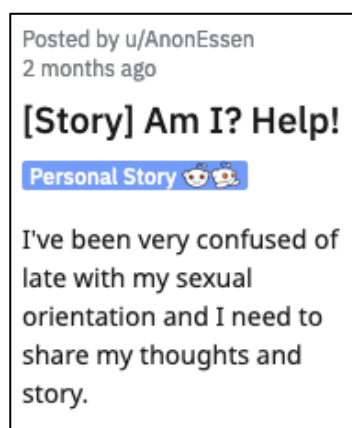 Posted by u/AnonEssen
2 months ago
[Story] Am I? Help!
Personal Story
I've been very confused of
late with my sexual
orientation and I need to
share my thoughts and
story.